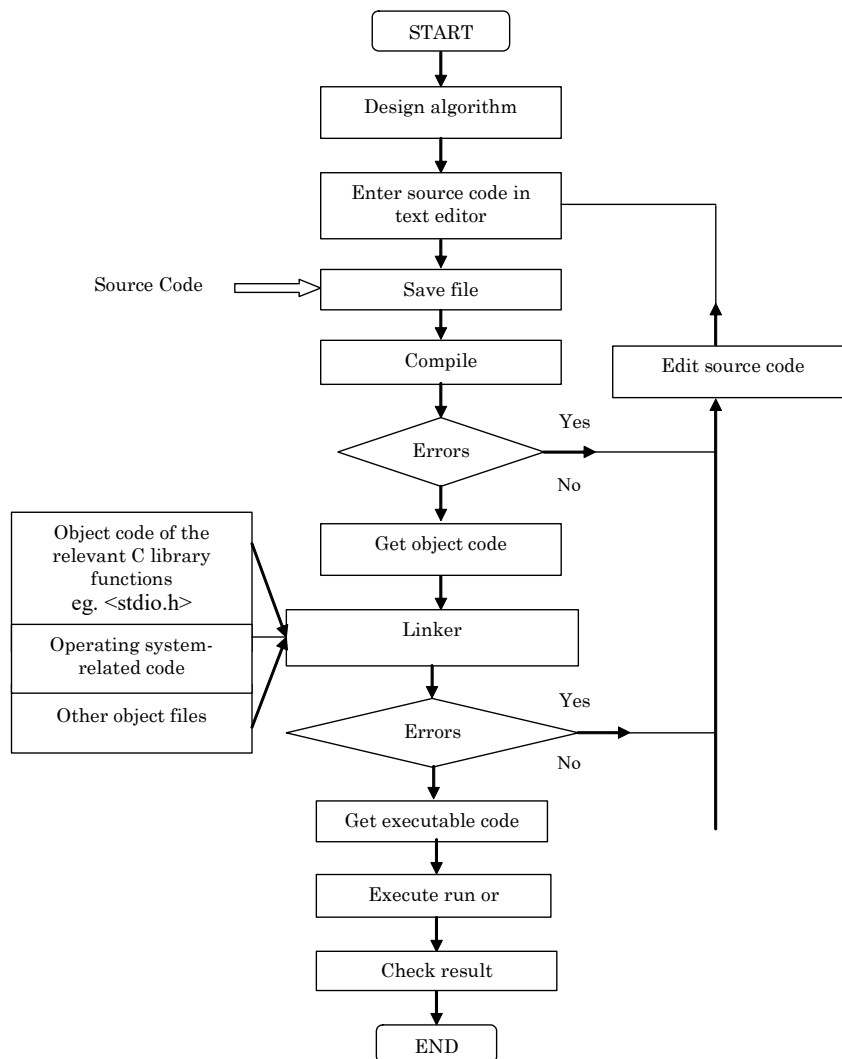 START
Design algorithm
Enter source code in
text editor
Source Code
Save file
Compile
Edit source code
Errors
Yes
No
Get object code
Object code of the
relevant C library
functions
eg. <stdio.h>
Operating system-
related code
Other object files
Linker
Errors
Yes
No
Get executable code
Execute run or
Check result
END